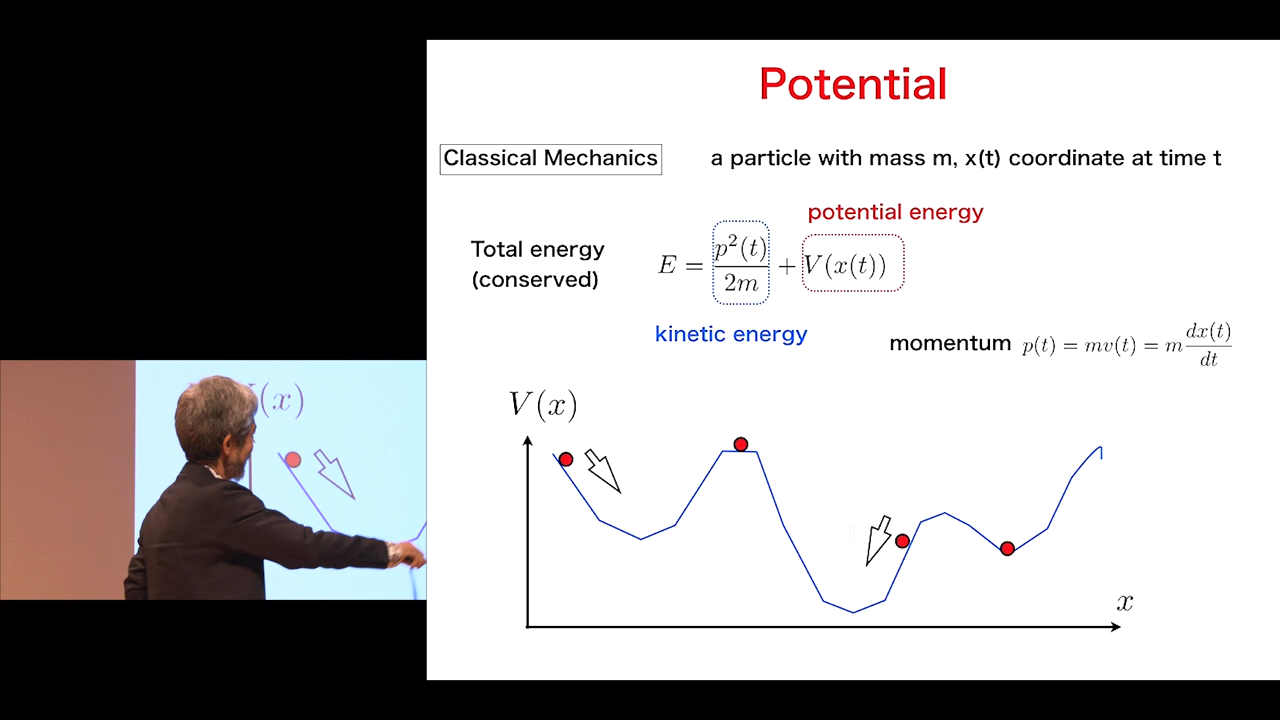 Potential
Classical Mechanics
a particle with mass m, x(t) coordinate at time t
potential energy
Total energy
(conserved)
E = p²(t)/2m + V(x(t))
kinetic energy
momentum p(t) = mv(t) = m dx(t)/dt
V(x)
x
(x)